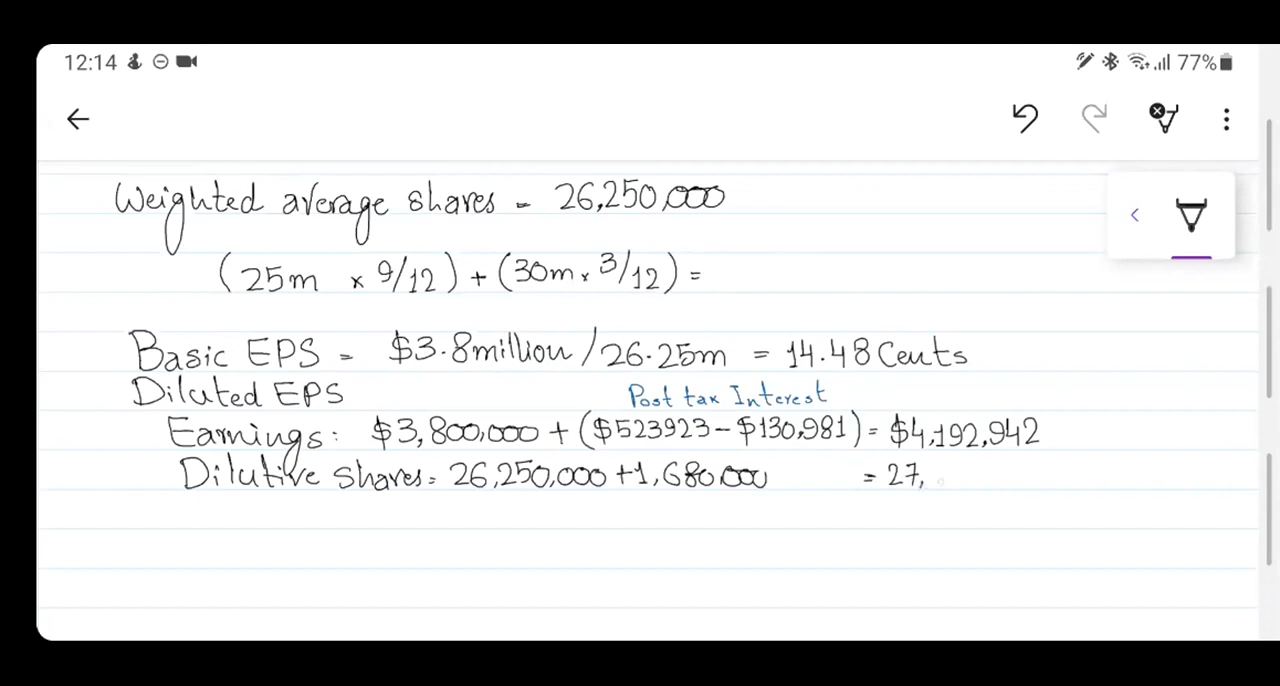 12:14 77%
Weighted average shares = 26,250,000
(25m × 9/12) + (30m × 3/12) =
Basic EPS = $3.8million / 26.25m = 14.48 Cents
Diluted EPS
Post tax Interest
Earnings: $3,800,000 + ($523923 - $130,981) = $4,192,942
Dilutive shares = 26,250,000 + 1,680,000 = 27,